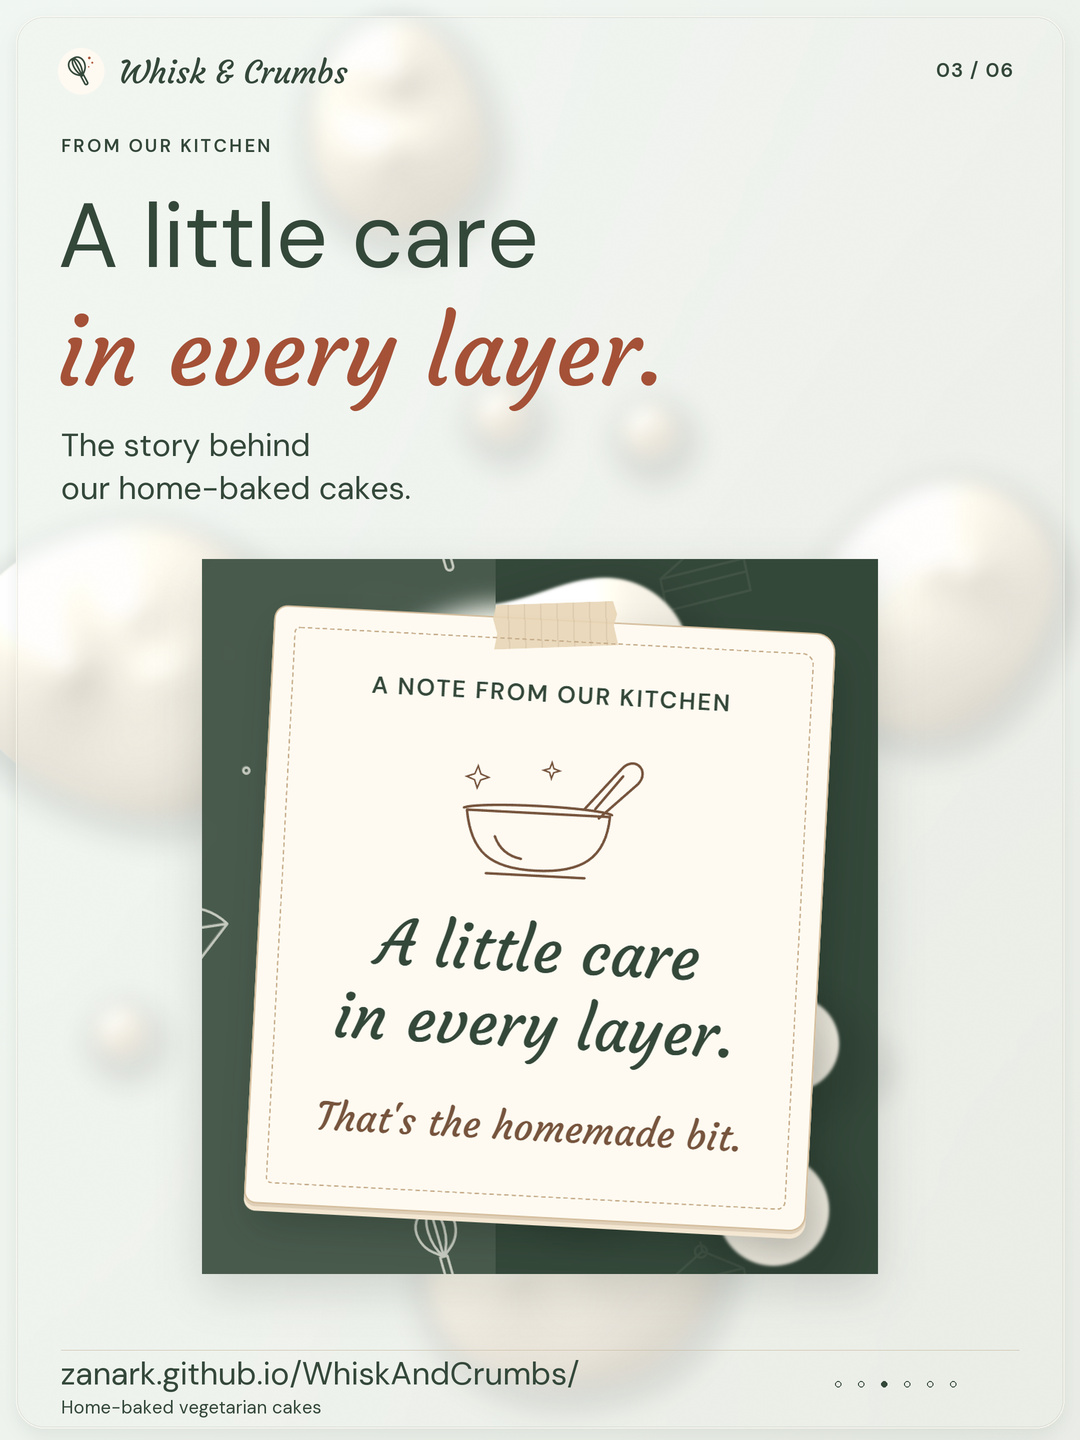 Whisk & Crumbs
03 / 06
FROM OUR KITCHEN
A little care
in every layer.
The story behind
our home-baked cakes.
A NOTE FROM OUR KITCHEN
A little care
in every layer.
That's the homemade bit.
zanark.github.io/WhiskAndCrumbs/
Home-baked vegetarian cakes